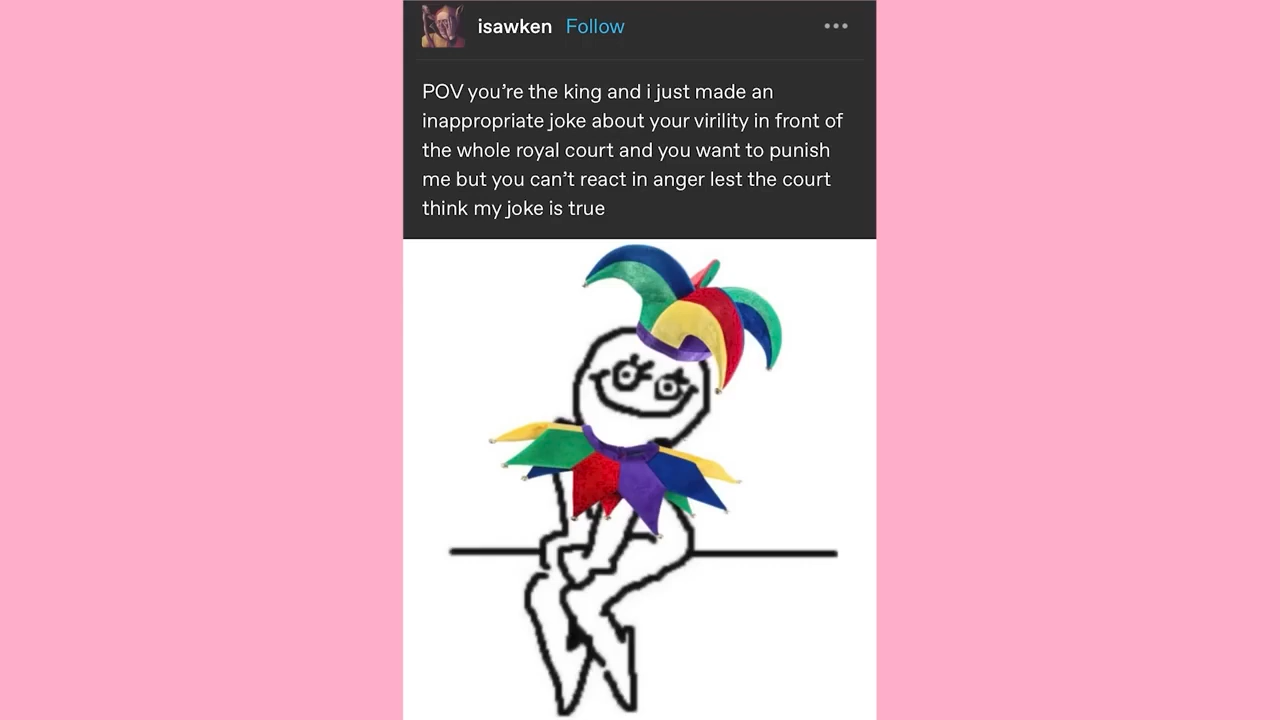 isawken Follow
POV you’re the king and i just made an
inappropriate joke about your virility in front of
the whole royal court and you want to punish
me but you can’t react in anger lest the court
think my joke is true